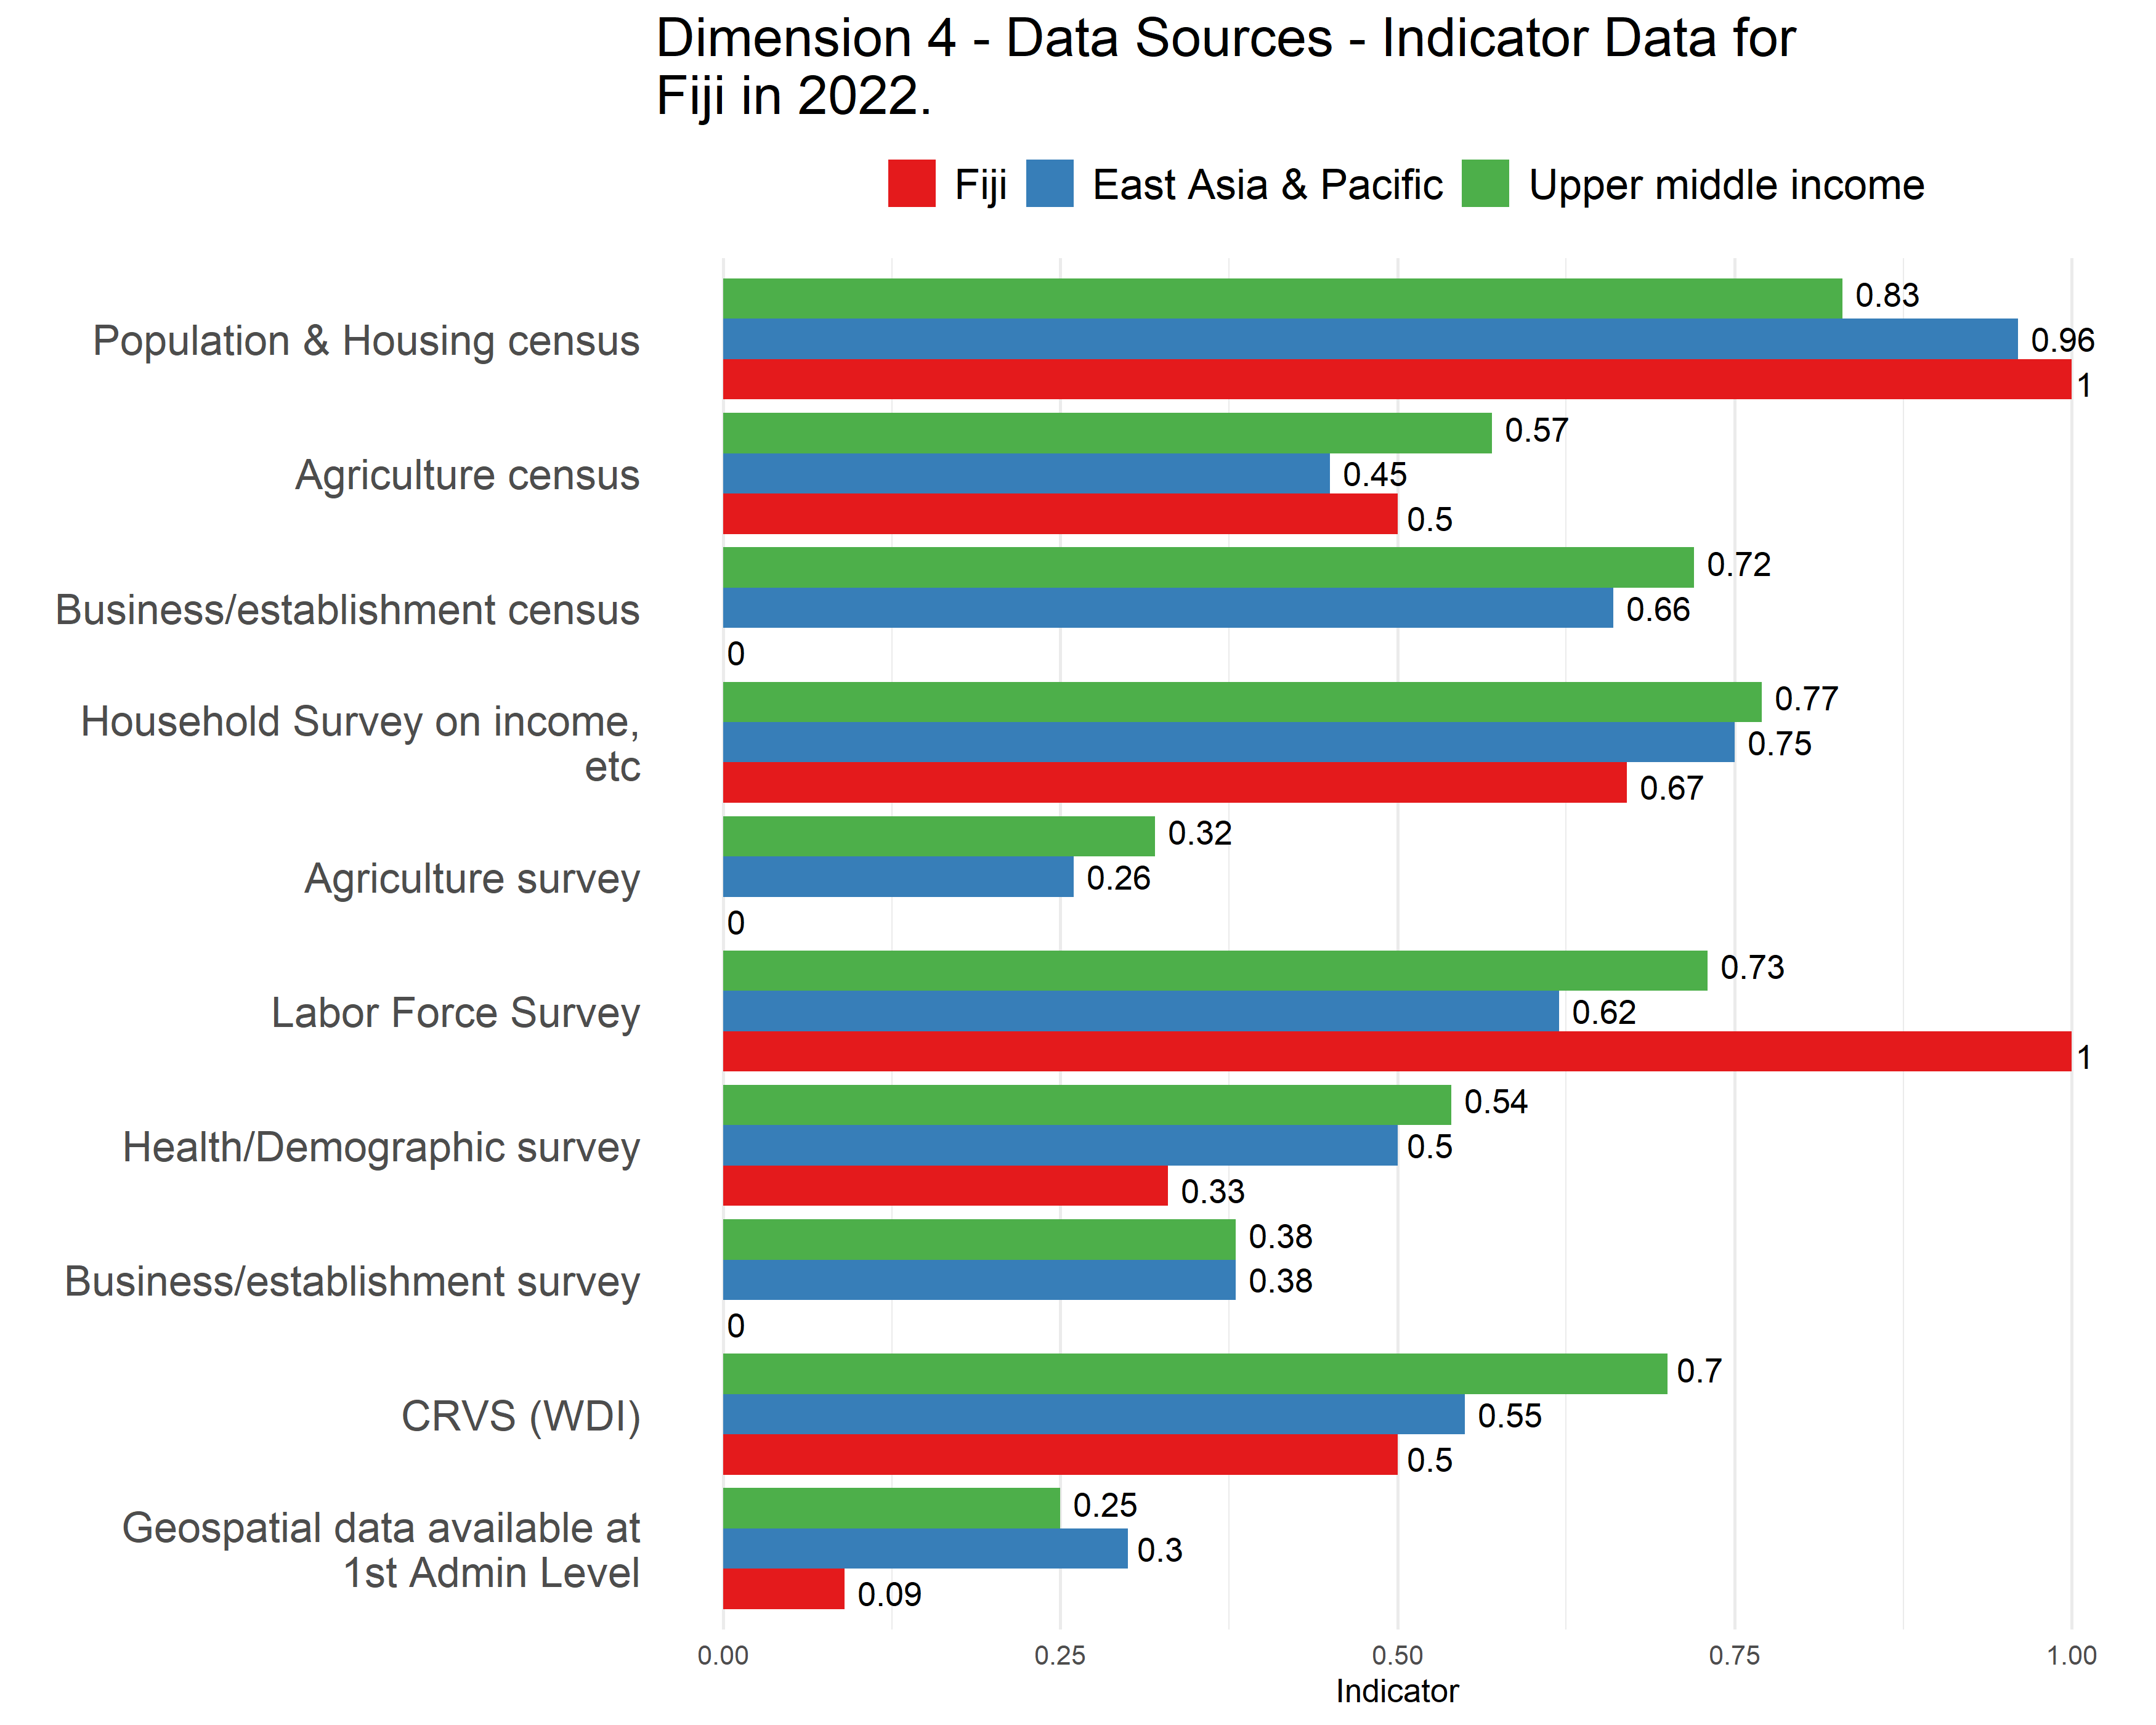 Dimension 4 - Data Sources - Indicator Data for
Fiji in 2022.
Fiji East Asia & Pacific Upper middle income
Population & Housing census
0.83
0.96
1
Agriculture census
0.57
0.45
0.5
Business/establishment census
0.72
0.66
0
Household Survey on income,
etc
0.77
0.75
0.67
Agriculture survey
0.32
0.26
0
Labor Force Survey
0.73
0.62
1
Health/Demographic survey
0.54
0.5
0.33
Business/establishment survey
0.38
0.38
0
CRVS (WDI)
0.7
0.55
0.5
Geospatial data available at
1st Admin Level
0.25
0.3
0.09
0.00 0.25 0.50 0.75 1.00
Indicator